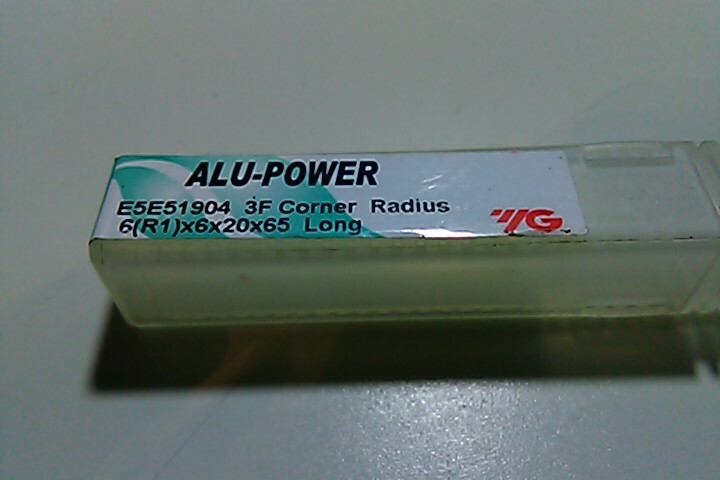 ALU-POWER
E5E51904 3F Corner Radius
6(R1)x6x20x65 Long
YG